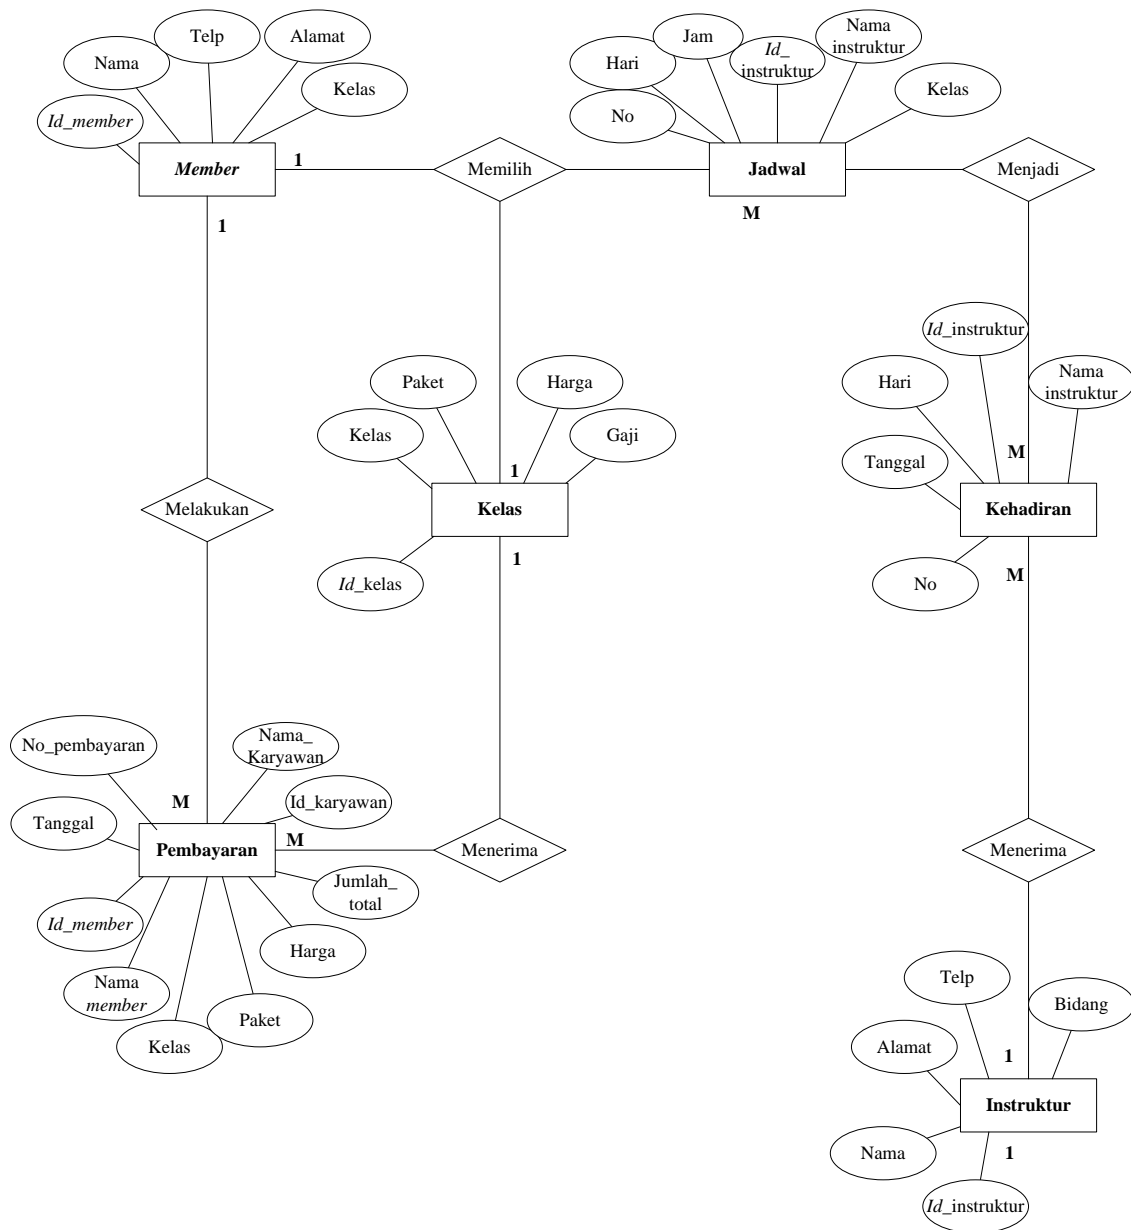 Telp
Alamat
Nama
Kelas
Id_member
Member
1
1
Memilih
Jam
Id_
instruktur
Nama
instruktur
Hari
Kelas
No
Jadwal
M
Menjadi
Id_instruktur
Hari
Nama
instruktur
Tanggal
M
Kehadiran
No
M
Paket
Harga
Kelas
Gaji
1
Kelas
1
Id_kelas
Melakukan
No_pembayaran
Nama_
Karyawan
M
Id_karyawan
Tanggal
Pembayaran
M
Menerima
Jumlah_
total
Id_member
Harga
Nama
member
Paket
Kelas
Menerima
Telp
Bidang
Alamat
1
Instruktur
Nama
1
Id_instruktur